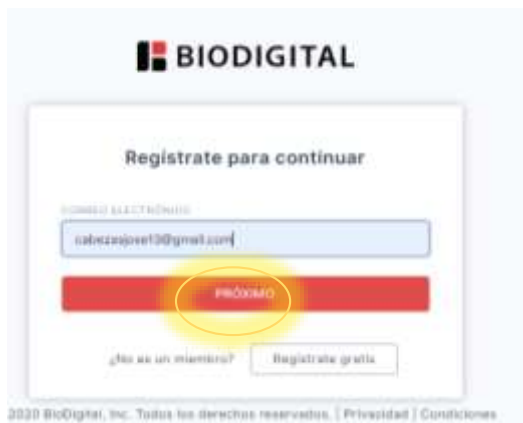 BIODIGITAL
Regístrate para continuar
CORREO ELECTRÓNICO
cabezasjose13@gmail.com
PRÓXIMO
¿No es un miembro? Regístrate gratis
2020 BioDigital, Inc. Todos los derechos reservados. | Privacidad | Condiciones